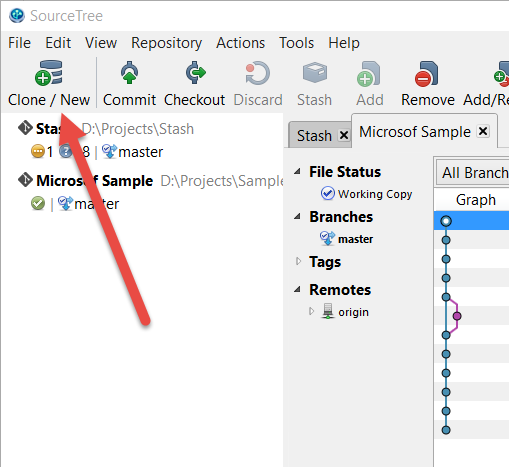 SourceTree
File Edit View Repository Actions Tools Help
Clone / New Commit Checkout Discard Stash Add Remove Add/Re
Stas D:\Projects\Stash
1 8 | master
Microsof Sample D:\Projects\Sample
| master
Stash x Microsof Sample x
File Status
Working Copy
Branches
master
Tags
Remotes
origin
All Branch
Graph